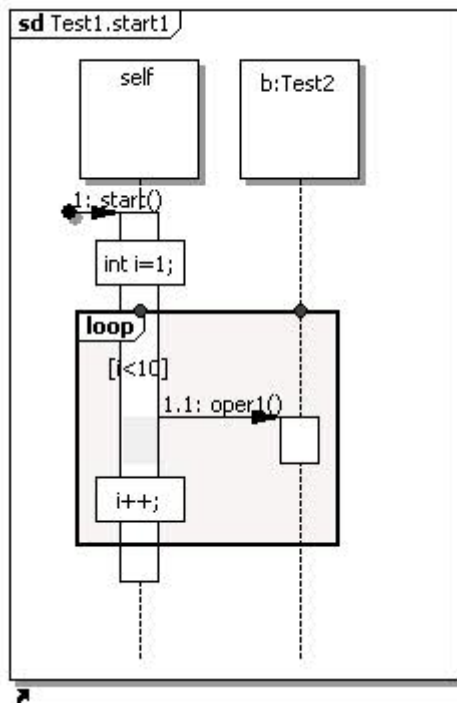 sd Test1.start1
self
b:Test2
1: start()
int i=1;
loop
[i<10]
1.1: oper1()
i++;